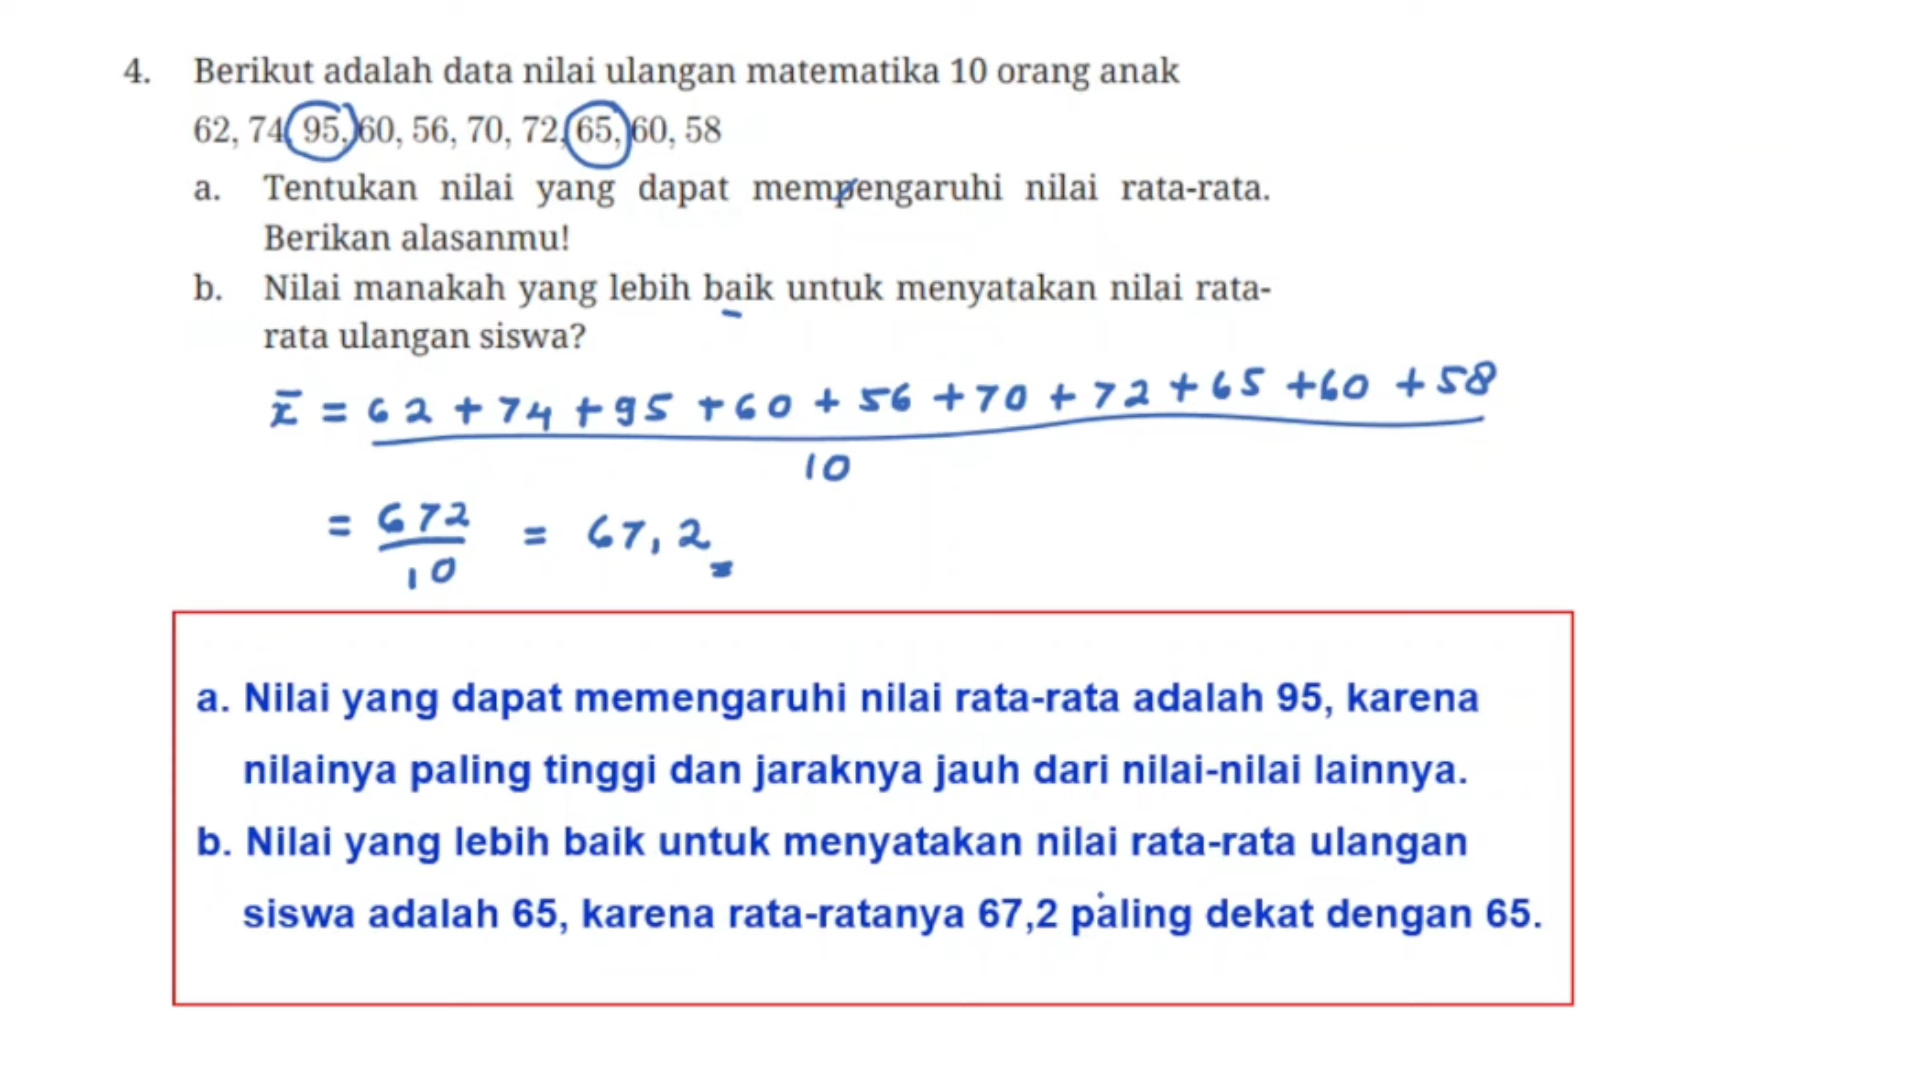 4. Berikut adalah data nilai ulangan matematika 10 orang anak
62, 74, 95, 60, 56, 70, 72, 65, 60, 58
a. Tentukan nilai yang dapat mempengaruhi nilai rata-rata.
Berikan alasanmu!
b. Nilai manakah yang lebih baik untuk menyatakan nilai rata-
rata ulangan siswa?
x̄ = 62 + 74 + 95 + 60 + 56 + 70 + 72 + 65 + 60 + 58
10
= 672 = 67,2
10
a. Nilai yang dapat memengaruhi nilai rata-rata adalah 95, karena
nilainya paling tinggi dan jaraknya jauh dari nilai-nilai lainnya.
b. Nilai yang lebih baik untuk menyatakan nilai rata-rata ulangan
siswa adalah 65, karena rata-ratanya 67,2 paling dekat dengan 65.